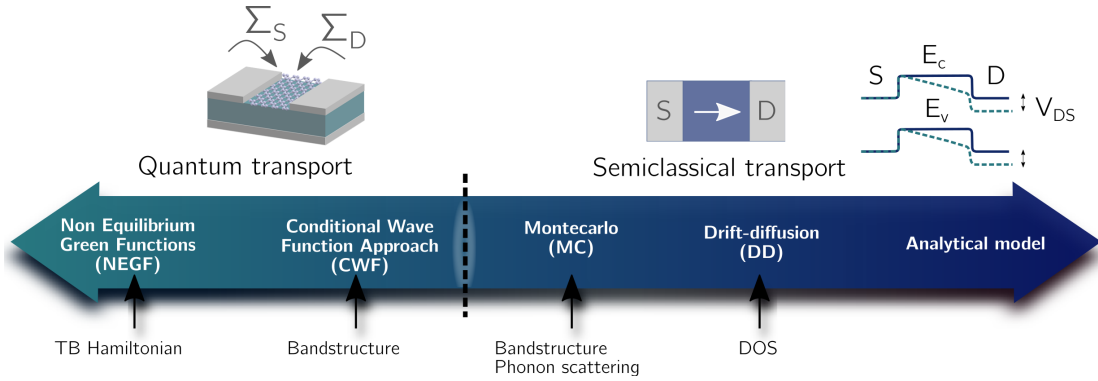 Σ_S Σ_D
S D
E_c
S D
V_DS
E_v
Quantum transport
Semiclassical transport
Non Equilibrium
Green Functions
(NEGF)
Conditional Wave
Function Approach
(CWF)
Montecarlo
(MC)
Drift-diffusion
(DD)
Analytical model
TB Hamiltonian
Bandstructure
Bandstructure
Phonon scattering
DOS